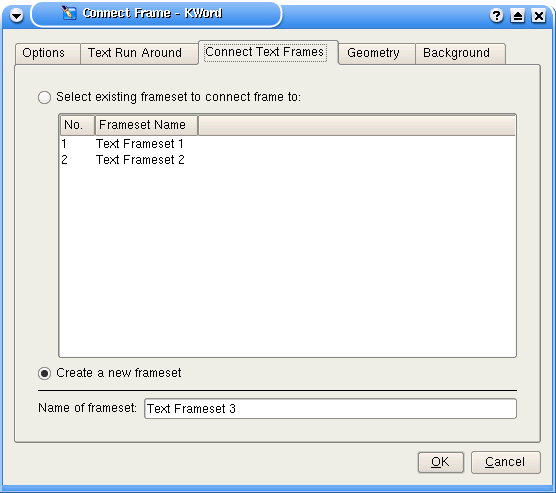 Connect Frame - KWord
Options Text Run Around Connect Text Frames Geometry Background
Select existing frameset to connect frame to:
No. Frameset Name
1 Text Frameset 1
2 Text Frameset 2
Create a new frameset
Name of frameset: Text Frameset 3
OK Cancel